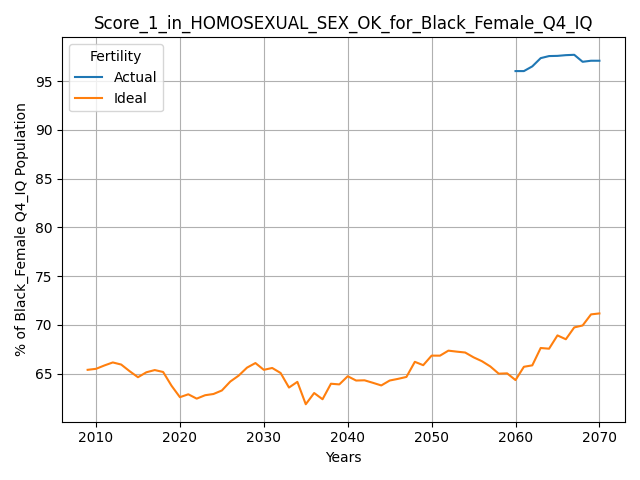 Score_1_in_HOMOSEXUAL_SEX_OK_for_Black_Female_Q4_IQ
Fertility
Actual
Ideal
% of Black_Female Q4_IQ Population
95
90
85
80
75
70
65
2010 2020 2030 2040 2050 2060 2070
Years